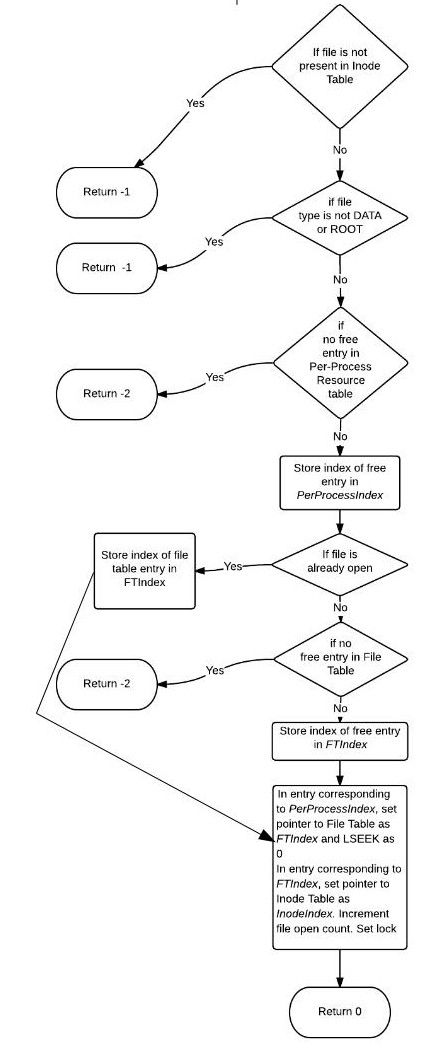 If file is not
present in Inode
Table
Yes
No
Return -1
if file
type is not DATA
or ROOT
Yes
Return  -1
No
if
no free
entry in
Per-Process
Resource
table
Yes
Return -2
No
Store index of free
entry in
PerProcessIndex
If file is
already open
Yes
Store index of file
table entry in
FTIndex
No
if no
free entry in File
Table
Yes
Return -2
No
Store index of free entry
in FTIndex
In entry corresponding
to PerProcessIndex, set
pointer to File Table as
FTIndex and LSEEK as
0
In entry corresponding to
FTIndex, set pointer to
Inode Table as
InodeIndex. Increment
file open count. Set lock
Return 0